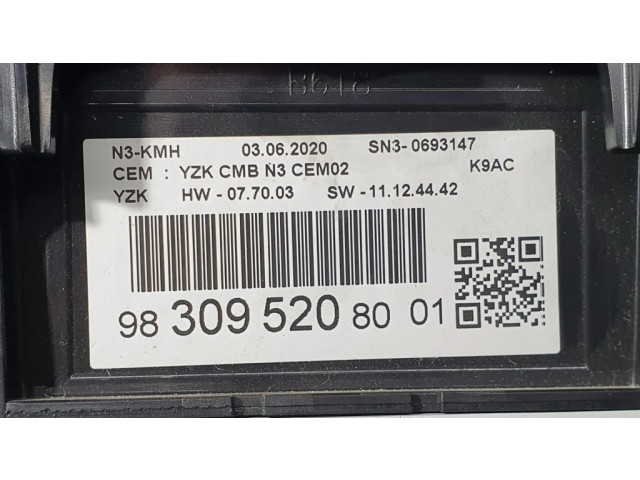 N3-KMH 03.06.2020 SN3- 0693147
CEM : YZK CMB N3 CEM02 K9AC
YZK HW - 07.70.03 SW - 11.12.44.42
98 309 520 80 01